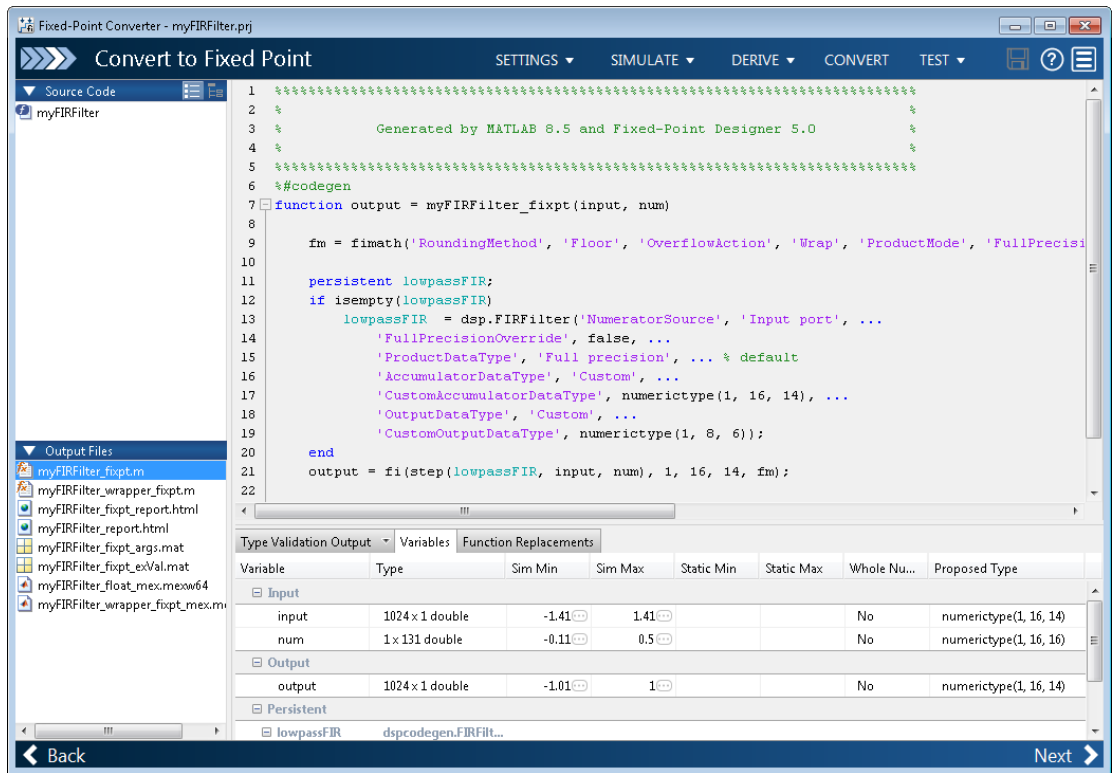 Fixed-Point Converter - myFIRFilter.prj
Convert to Fixed Point
SETTINGS
SIMULATE
DERIVE
CONVERT
TEST
Source Code
myFIRFilter
Output Files
myFIRFilter_fixpt.m
myFIRFilter_wrapper_fixpt.m
myFIRFilter_fixpt_report.html
myFIRFilter_report.html
myFIRFilter_fixpt_args.mat
myFIRFilter_fixpt_exVal.mat
myFIRFilter_float_mex.mexw64
myFIRFilter_wrapper_fixpt_mex.m
1 %%%%%%%%%%%%%%%%%%%%%%%%%%%%%%%%%%%%%%%%%%%%%%%%%%%%%%%%%%%%%%%%%%%%%%%%%%
2 % %
3 % Generated by MATLAB 8.5 and Fixed-Point Designer 5.0 %
4 % %
5 %%%%%%%%%%%%%%%%%%%%%%%%%%%%%%%%%%%%%%%%%%%%%%%%%%%%%%%%%%%%%%%%%%%%%%%%%%
6 %#codegen
7 function output = myFIRFilter_fixpt(input, num)
8
9 fm = fimath('RoundingMethod', 'Floor', 'OverflowAction', 'Wrap', 'ProductMode', 'FullPrecisi
10
11 persistent lowpassFIR;
12 if isempty(lowpassFIR)
13 lowpassFIR = dsp.FIRFilter('NumeratorSource', 'Input port', ...
14 'FullPrecisionOverride', false, ...
15 'ProductDataType', 'Full precision', ... % default
16 'AccumulatorDataType', 'Custom', ...
17 'CustomAccumulatorDataType', numerictype(1, 16, 14), ...
18 'OutputDataType', 'Custom', ...
19 'CustomOutputDataType', numerictype(1, 8, 6));
20 end
21 output = fi(step(lowpassFIR, input, num), 1, 16, 14, fm);
22
Type Validation Output Variables Function Replacements
Variable Type Sim Min Sim Max Static Min Static Max Whole Nu... Proposed Type
Input
input 1024 x 1 double -1.41 1.41 No numerictype(1, 16, 14)
num 1 x 131 double -0.11 0.5 No numerictype(1, 16, 16)
Output
output 1024 x 1 double -1.01 1 No numerictype(1, 16, 14)
Persistent
lowpassFIR dspcodegen.FIRFilt...
Back
Next